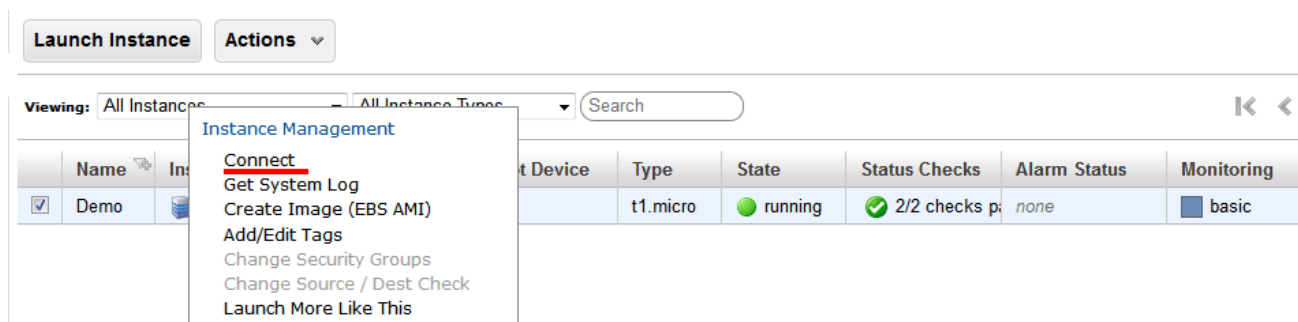 Launch Instance Actions
Viewing: All Instances All Instance Types Search
Instance Management
Connect
Get System Log
Create Image (EBS AMI)
Add/Edit Tags
Change Security Groups
Change Source / Dest Check
Launch More Like This
Name Ins t Device Type State Status Checks Alarm Status Monitoring
Demo t1.micro running 2/2 checks pa none basic